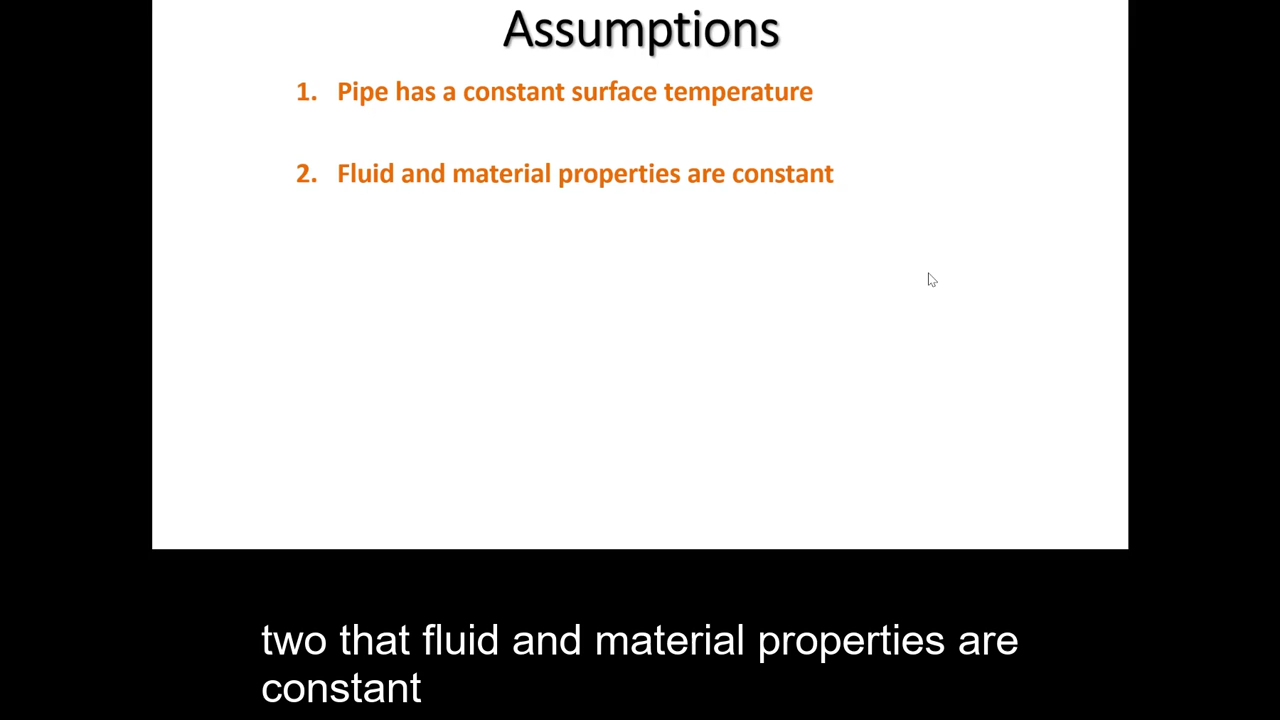 Assumptions
1. Pipe has a constant surface temperature
2. Fluid and material properties are constant
two that fluid and material properties are
constant